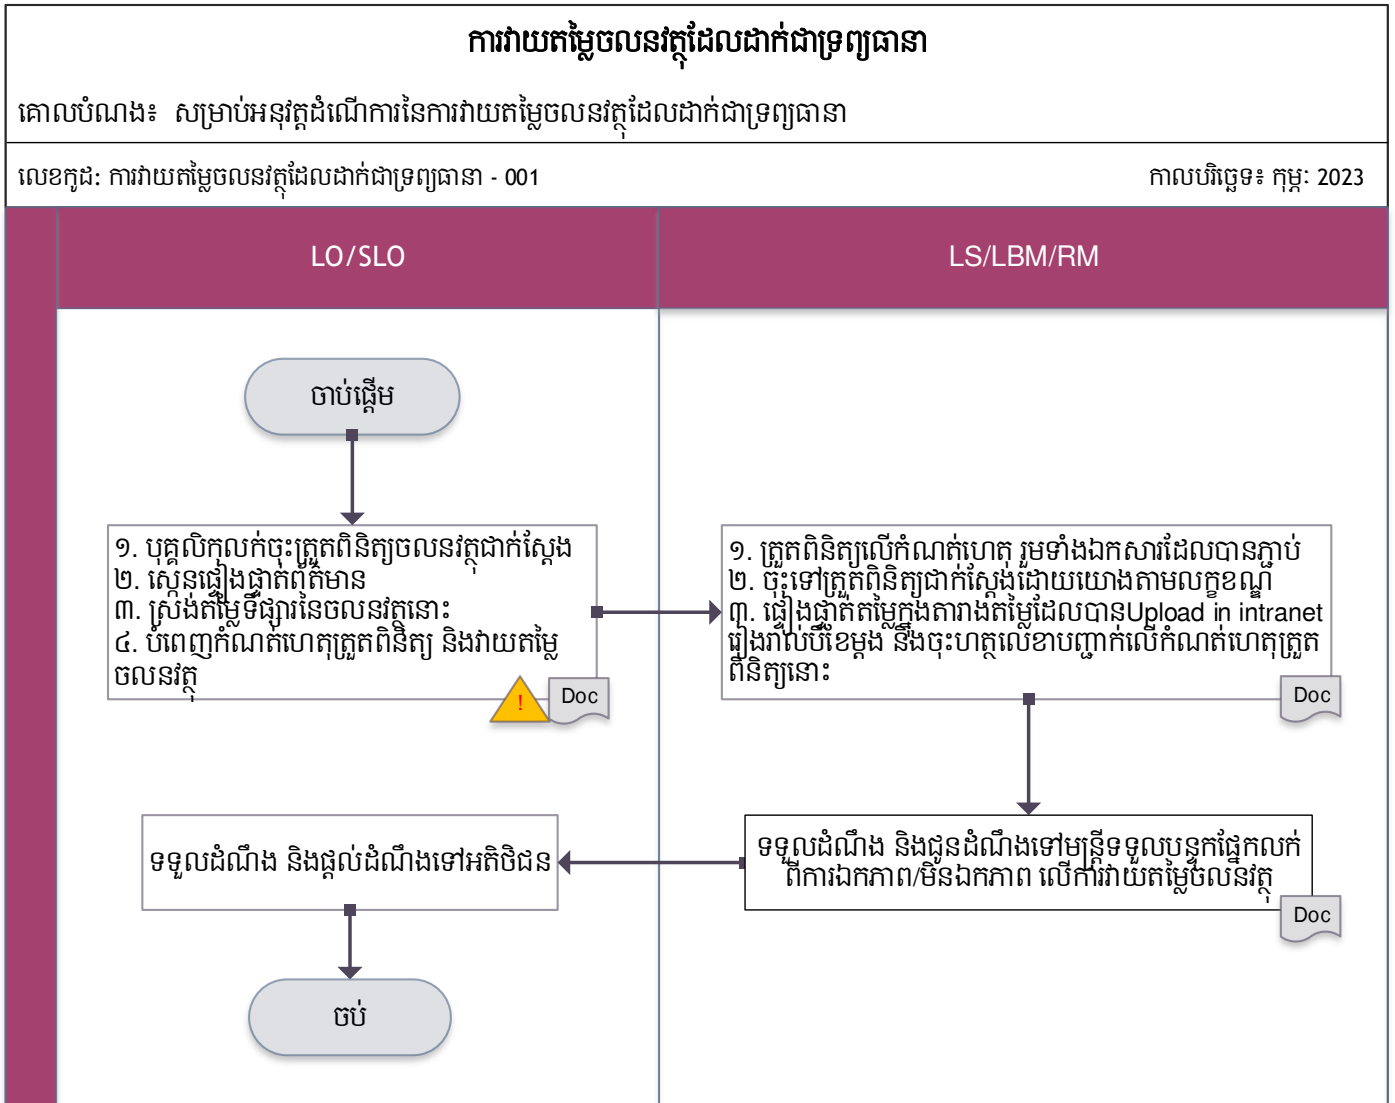 ការវាយតម្លៃចលនវត្ថុដែលដាក់ជាទ្រព្យធានា
គោលបំណង៖ សម្រាប់អនុវត្តដំណើការនៃការវាយតម្លៃចលនវត្ថុដែលដាក់ជាទ្រព្យធានា
លេខកូដ: ការវាយតម្លៃចលនវត្ថុដែលដាក់ជាទ្រព្យធានា - 001
កាលបរិច្ឆេទ៖ កុម្ភៈ 2023
LO/SLO
LS/LBM/RM
ចាប់ផ្តើម
១. បុគ្គលិកលក់ចុះត្រួតពិនិត្យចលនវត្ថុជាក់ស្តែង
២. ស្កេនផ្ទៀងផ្ទាត់ព័ត៌មាន
៣. ស្រង់តម្លៃទីផ្សារនៃចលនវត្ថុនោះ
៤. បំពេញកំណត់ហេតុត្រួតពិនិត្យ និងវាយតម្លៃ
ចលនវត្ថុ
!
Doc
១. ត្រួតពិនិត្យលើកំណត់ហេតុ រួមទាំងឯកសារដែលបានភ្ជាប់
២. ចុះទៅត្រួតពិនិត្យជាក់ស្តែងដោយយោងតាមលក្ខខណ្ឌ
៣. ផ្ទៀងផ្ទាត់តម្លៃក្នុងតារាងតម្លៃដែលបានUpload in intranet
រៀងរាល់បីខែម្តង និងចុះហត្ថលេខាបញ្ជាក់លើកំណត់ហេតុត្រួត
ពិនិត្យនោះ
Doc
ទទួលដំណឹង និងជូនដំណឹងទៅមន្ត្រីទទួលបន្ទុកផ្នែកលក់
ពីការឯកភាព/មិនឯកភាព លើការវាយតម្លៃចលនវត្ថុ
Doc
ទទួលដំណឹង និងផ្តល់ដំណឹងទៅអតិថិជន
ចប់